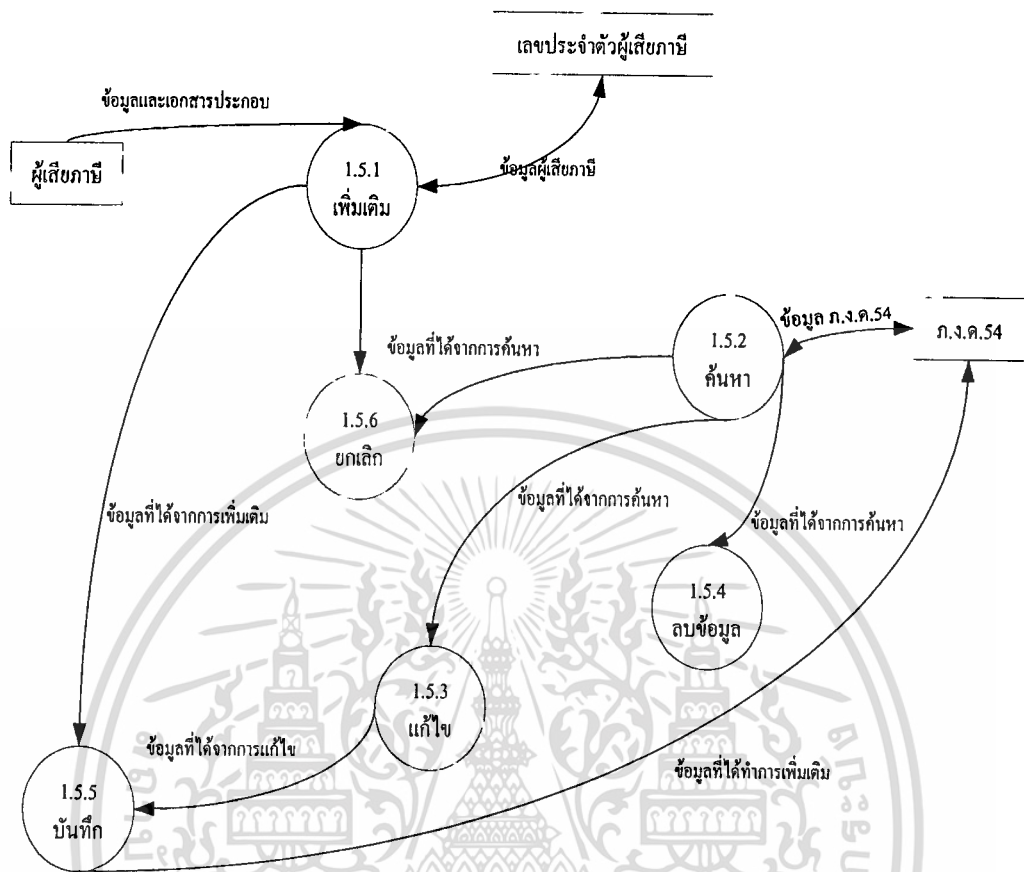 เลขประจำตัวผู้เสียภาษี
ข้อมูลและเอกสารประกอบ
ผู้เสียภาษี
1.5.1
เพิ่มเติม
ข้อมูลผู้เสียภาษี
1.5.2
ค้นหา
ข้อมูล ภ.ง.ด.54
ภ.ง.ด.54
ข้อมูลที่ได้จากการค้นหา
1.5.6
ยกเลิก
ข้อมูลที่ได้จากการเพิ่มเติม
ข้อมูลที่ได้จากการค้นหา
ข้อมูลที่ได้จากการค้นหา
1.5.4
ลบข้อมูล
1.5.3
แก้ไข
ข้อมูลที่ได้จากการแก้ไข
ข้อมูลที่ได้ทำการเพิ่มเติม
1.5.5
บันทึก